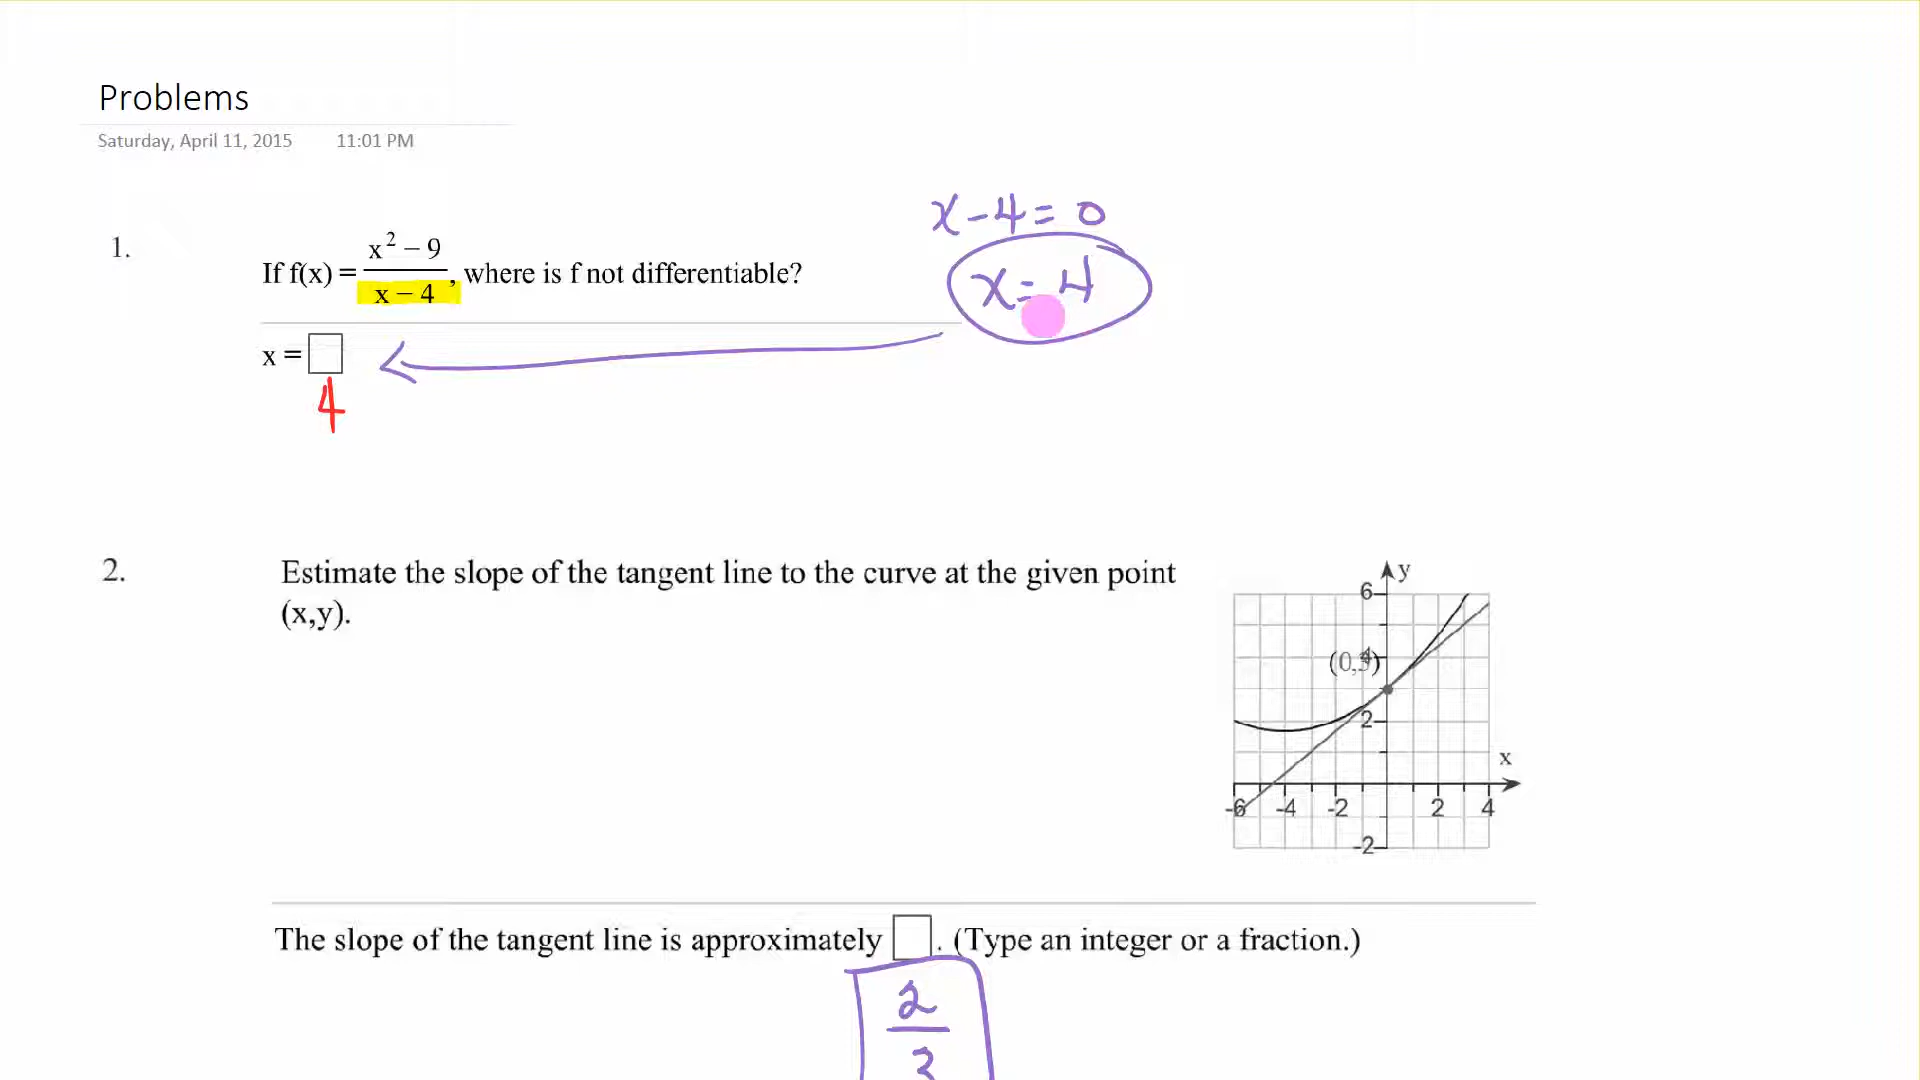 Problems
Saturday, April 11, 2015 11:01 PM
x-4=0
1.
If f(x) = x² − 9 / x − 4, where is f not differentiable?
x=4
x =
4
2.
Estimate the slope of the tangent line to the curve at the given point
(x,y).
y
6
(0,3)
4
2
x
-6 -4 -2 2 4
-2
The slope of the tangent line is approximately . (Type an integer or a fraction.)
2
3